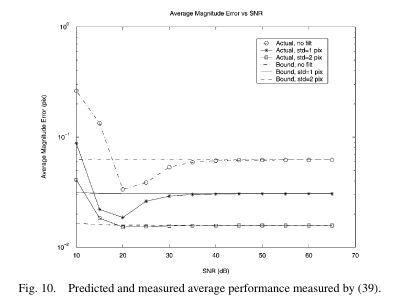 Average Magnitude Error vs SNR
10^0
Actual, no filt
Actual, std=1 pix
Actual, std=2 pix
Bound, no filt
Bound, std=1 pix
Bound, std=2 pix
Average Magnitude Error (pix)
10^-1
10^-2
10 20 30 40 50 60 70
SNR (dB)
Fig. 10. Predicted and measured average performance measured by (39).